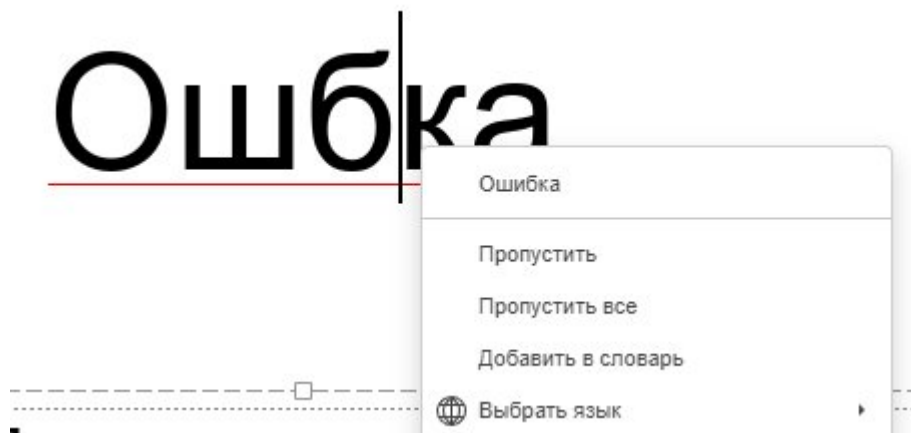 Ошбка
Ошибка
Пропустить
Пропустить все
Добавить в словарь
Выбрать язык